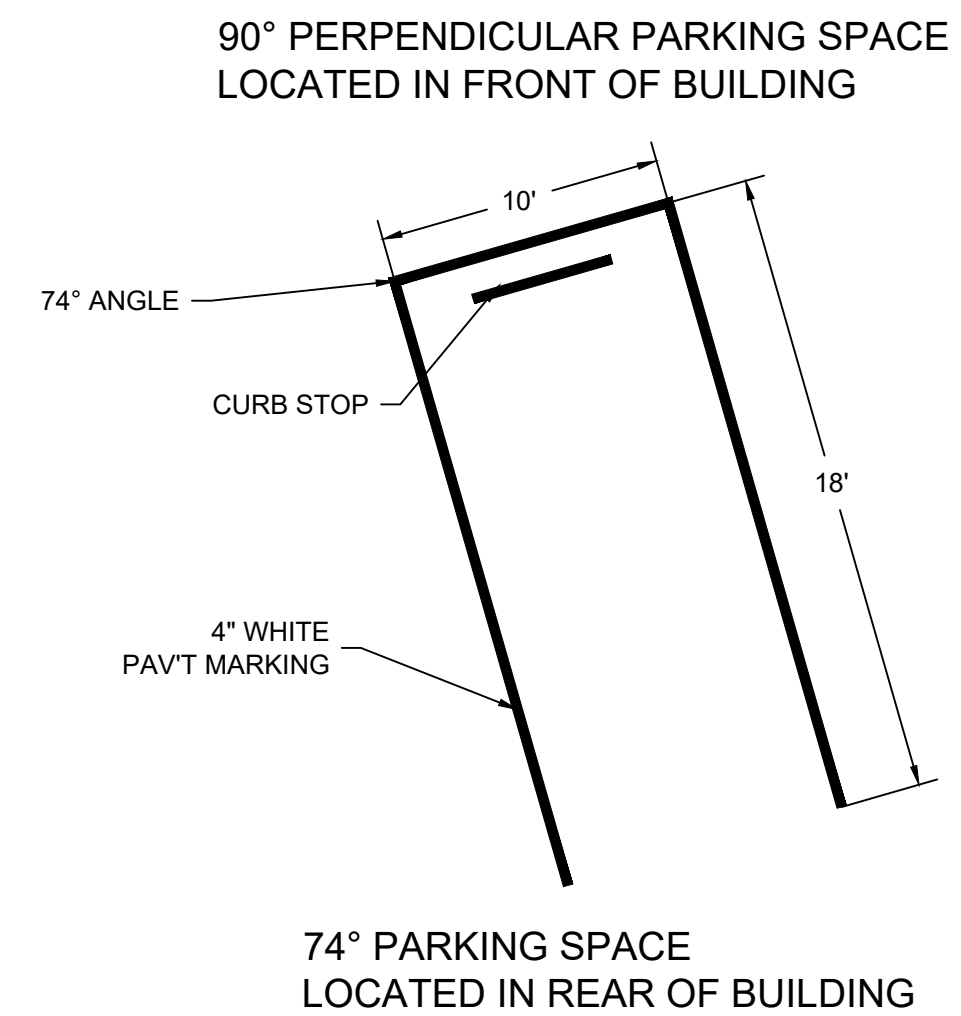 90° PERPENDICULAR PARKING SPACE
LOCATED IN FRONT OF BUILDING
10'
74° ANGLE
CURB STOP
18'
4" WHITE
PAV'T MARKING
74° PARKING SPACE
LOCATED IN REAR OF BUILDING